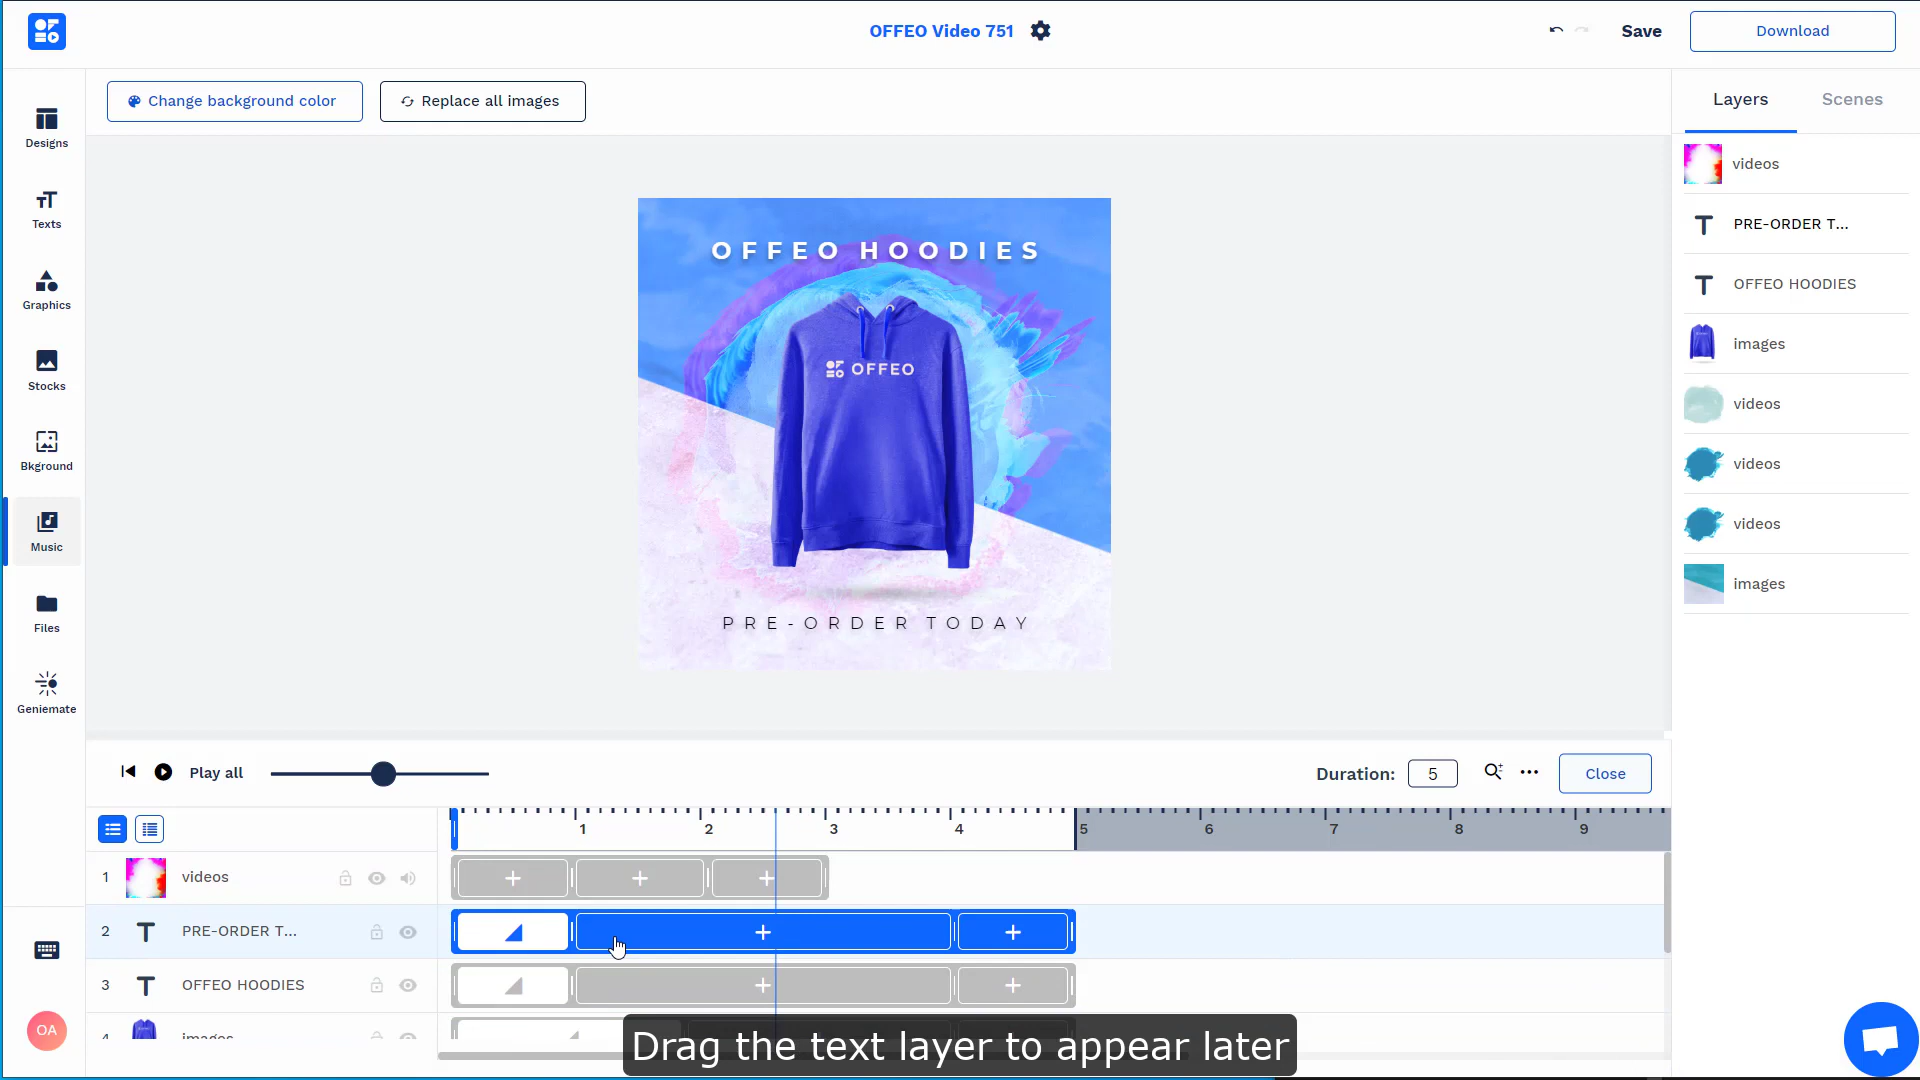 OFFEO Video 751
Save
Download
Change background color
Replace all images
Layers
Scenes
Designs
Texts
Graphics
Stocks
Bkground
Music
Files
Geniemate
OA
OFFEO HOODIES
OFFEO
PRE-ORDER TODAY
videos
PRE-ORDER T...
OFFEO HOODIES
images
videos
videos
videos
images
Play all
Duration: 5
Close
1 2 3 4 5 6 7 8 9
1 videos
2 PRE-ORDER T...
3 OFFEO HOODIES
4 images
Drag the text layer to appear later